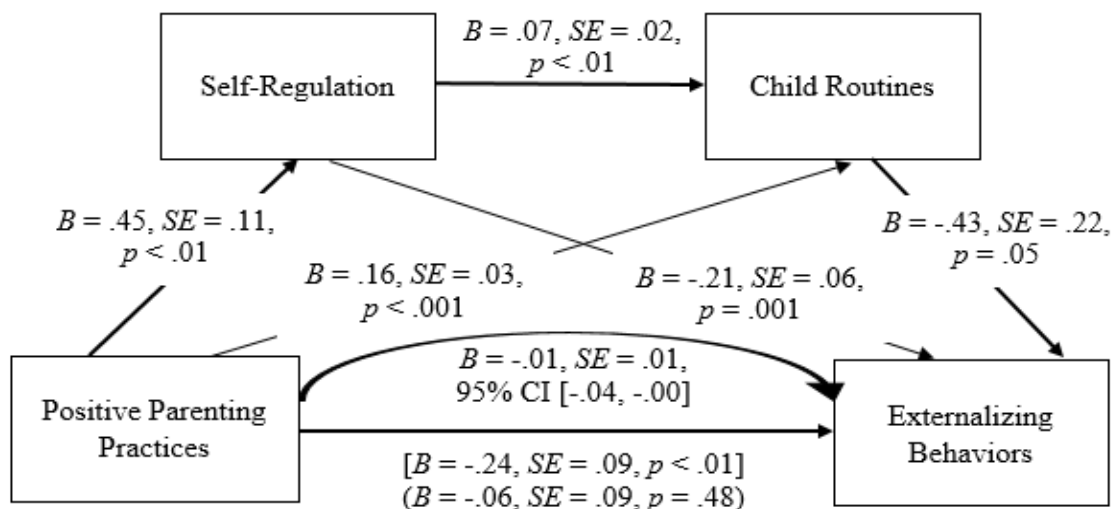 B = .07, SE = .02,
p < .01
Self-Regulation
Child Routines
B = .45, SE = .11,
p < .01
B = -.43, SE = .22,
p = .05
B = .16, SE = .03,
p < .001
B = -.21, SE = .06,
p = .001
B = -.01, SE = .01,
95% CI [-.04, -.00]
Positive Parenting
Practices
Externalizing
Behaviors
[B = -.24, SE = .09, p < .01]
(B = -.06, SE = .09, p = .48)